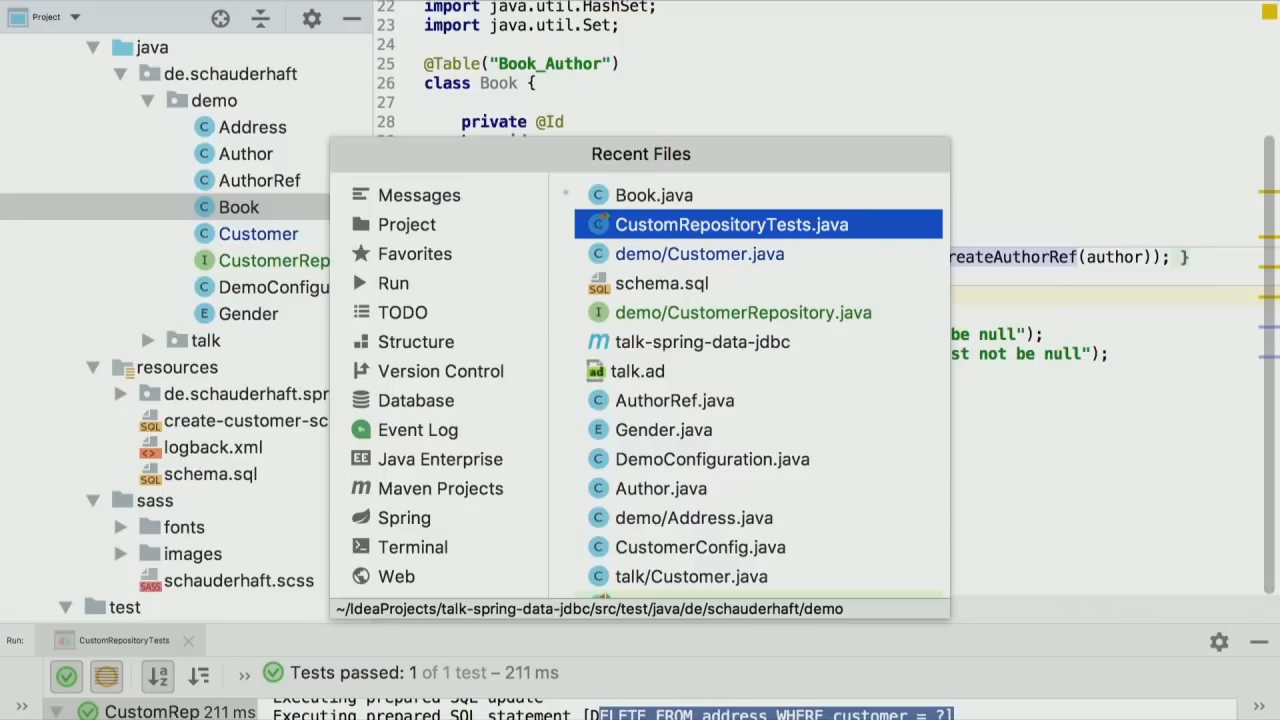 Project
java
de.schauderhaft
demo
Address
Author
AuthorRef
Book
Customer
CustomerRep
DemoConfigu
Gender
talk
resources
de.schauderhaft.spr
create-customer-sc
logback.xml
schema.sql
sass
fonts
images
schauderhaft.scss
test
22 import java.util.HashSet;
23 import java.util.Set;
24
25 @Table("Book_Author")
26 class Book {
27
28 private @Id
reateAuthorRef(author)); }
be null");
st not be null");
Recent Files
Messages
Project
Favorites
Run
TODO
Structure
Version Control
Database
Event Log
Java Enterprise
Maven Projects
Spring
Terminal
Web
* Book.java
CustomRepositoryTests.java
demo/Customer.java
schema.sql
demo/CustomerRepository.java
talk-spring-data-jdbc
talk.ad
AuthorRef.java
Gender.java
DemoConfiguration.java
Author.java
demo/Address.java
CustomerConfig.java
talk/Customer.java
~/IdeaProjects/talk-spring-data-jdbc/src/test/java/de/schauderhaft/demo
Run: CustomRepositoryTests
Tests passed: 1 of 1 test – 211 ms
CustomRep 211 ms
Executing prepared SQL update
Executing prepared SQL statement [DELETE FROM address WHERE customer = ?]